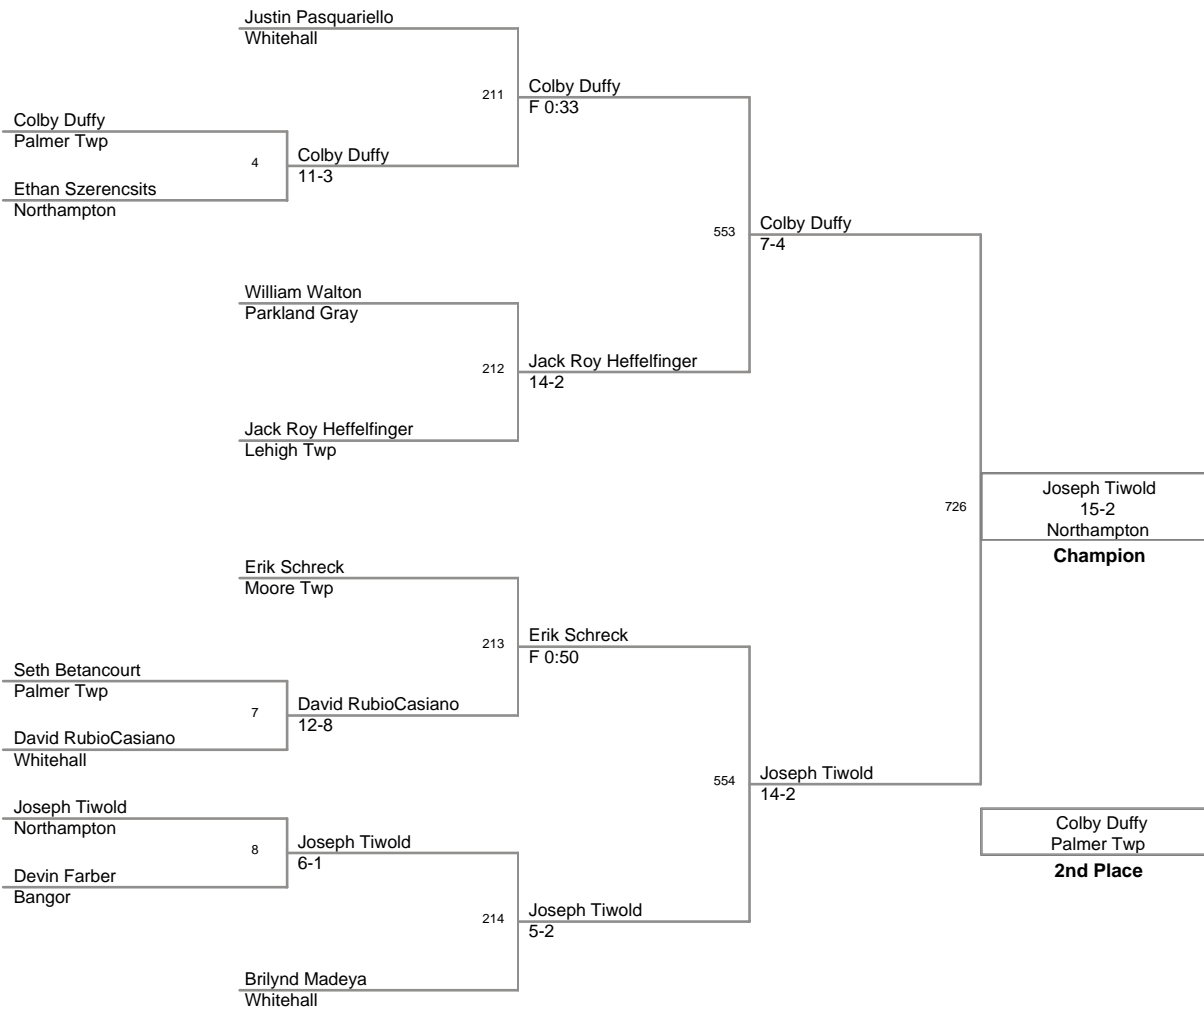 Justin Pasquariello
Whitehall
211
Colby Duffy
F 0:33
Colby Duffy
Palmer Twp
4
Colby Duffy
11-3
Ethan Szerencsits
Northampton
553
Colby Duffy
7-4
William Walton
Parkland Gray
212
Jack Roy Heffelfinger
14-2
Jack Roy Heffelfinger
Lehigh Twp
726
Joseph Tiwold
15-2
Northampton
Champion
Erik Schreck
Moore Twp
213
Erik Schreck
F 0:50
Seth Betancourt
Palmer Twp
7
David RubioCasiano
12-8
David RubioCasiano
Whitehall
554
Joseph Tiwold
14-2
Joseph Tiwold
Northampton
8
Joseph Tiwold
6-1
Devin Farber
Bangor
Colby Duffy
Palmer Twp
2nd Place
214
Joseph Tiwold
5-2
Brilynd Madeya
Whitehall